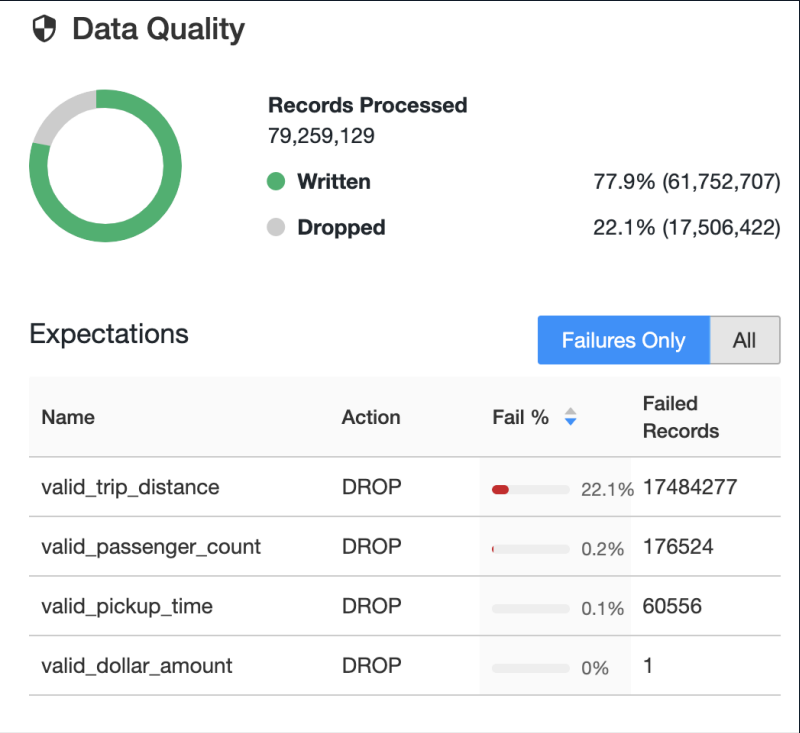 Data Quality
Records Processed
79,259,129
Written 77.9% (61,752,707)
Dropped 22.1% (17,506,422)
Expectations Failures Only All
Name Action Fail % Failed Records
valid_trip_distance DROP 22.1% 17484277
valid_passenger_count DROP 0.2% 176524
valid_pickup_time DROP 0.1% 60556
valid_dollar_amount DROP 0% 1